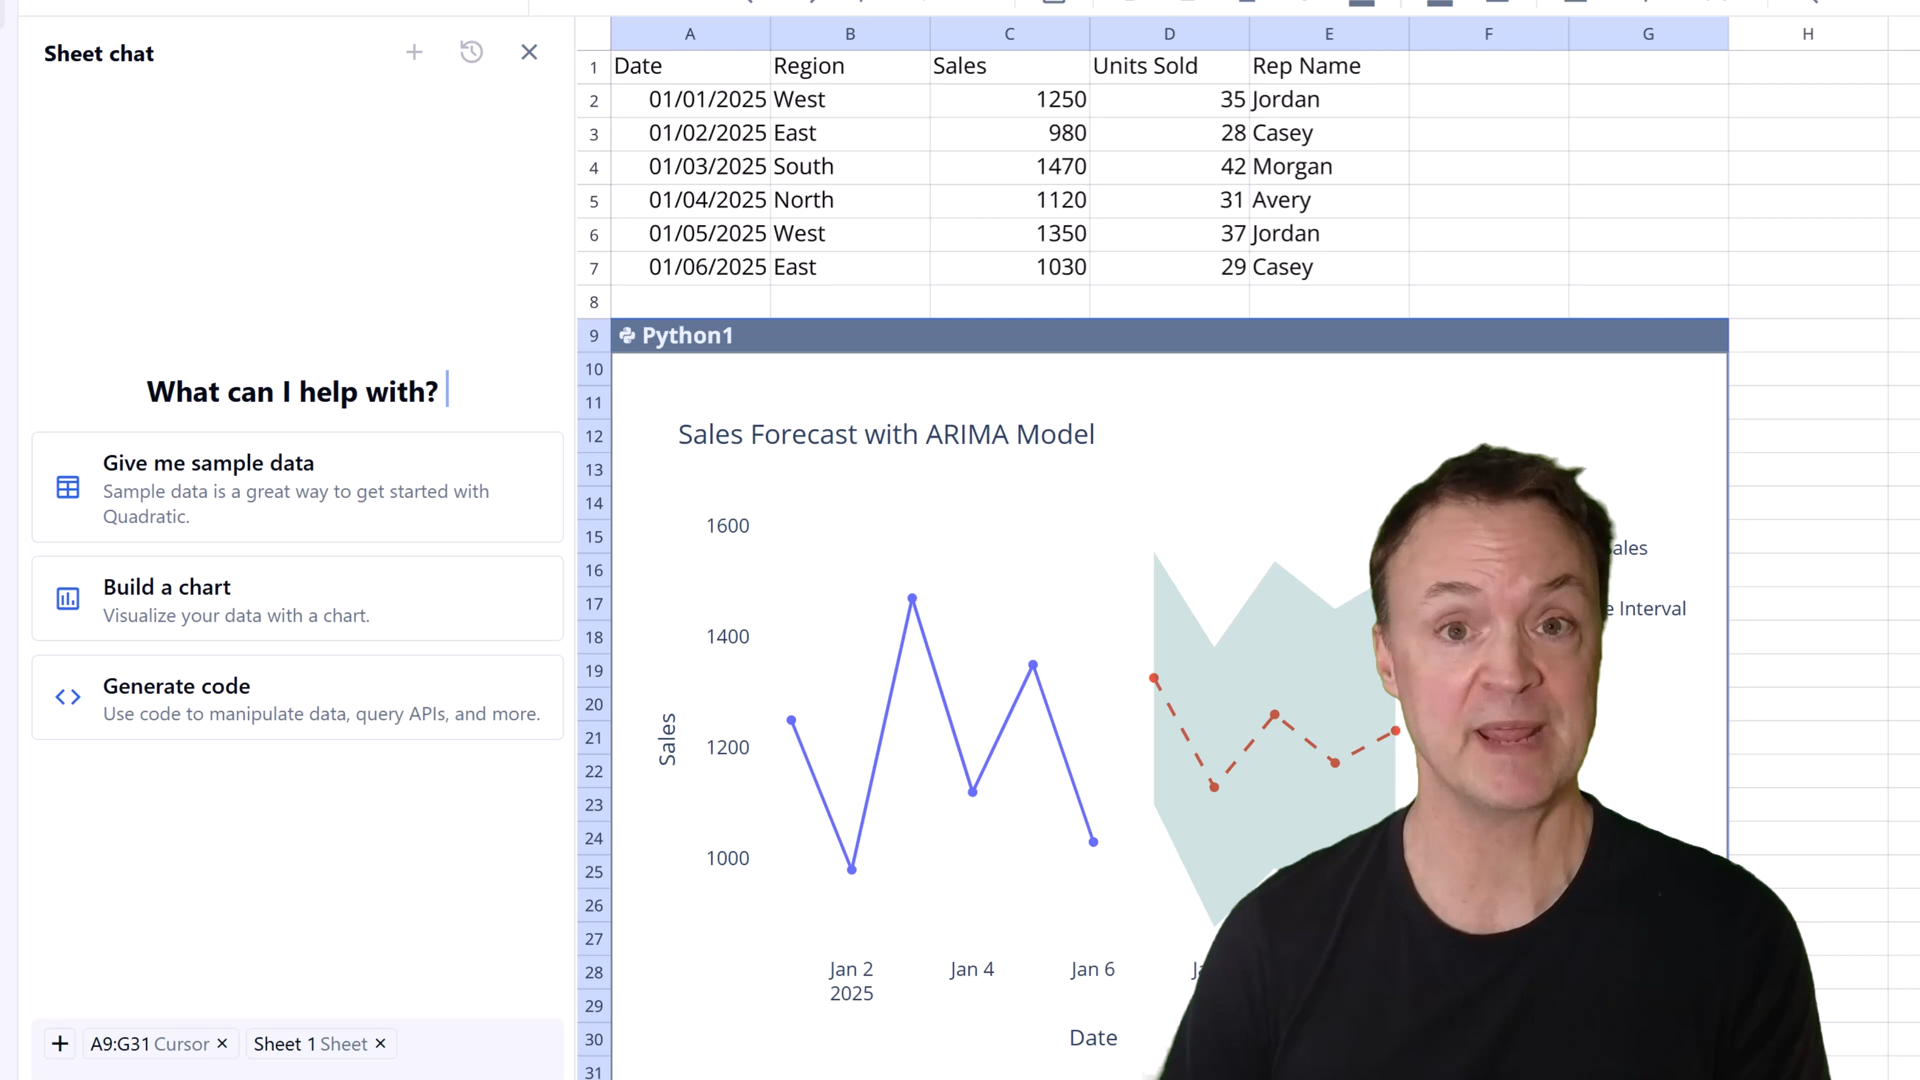 Sheet chat
What can I help with?
Give me sample data
Sample data is a great way to get started with
Quadratic.
Build a chart
Visualize your data with a chart.
Generate code
Use code to manipulate data, query APIs, and more.
A9:G31 Cursor ×
Sheet 1 Sheet ×
A B C D E F G H
1 Date Region Sales Units Sold Rep Name
2 01/01/2025 West 1250 35 Jordan
3 01/02/2025 East 980 28 Casey
4 01/03/2025 South 1470 42 Morgan
5 01/04/2025 North 1120 31 Avery
6 01/05/2025 West 1350 37 Jordan
7 01/06/2025 East 1030 29 Casey
8
9 Python1
10
11
12
13
14
15
16
17
18
19
20
21
22
23
24
25
26
27
28
29
30
31
Sales Forecast with ARIMA Model
1600
1400
1200
1000
Sales
Jan 2
2025
Jan 4
Jan 6
Date
Interval